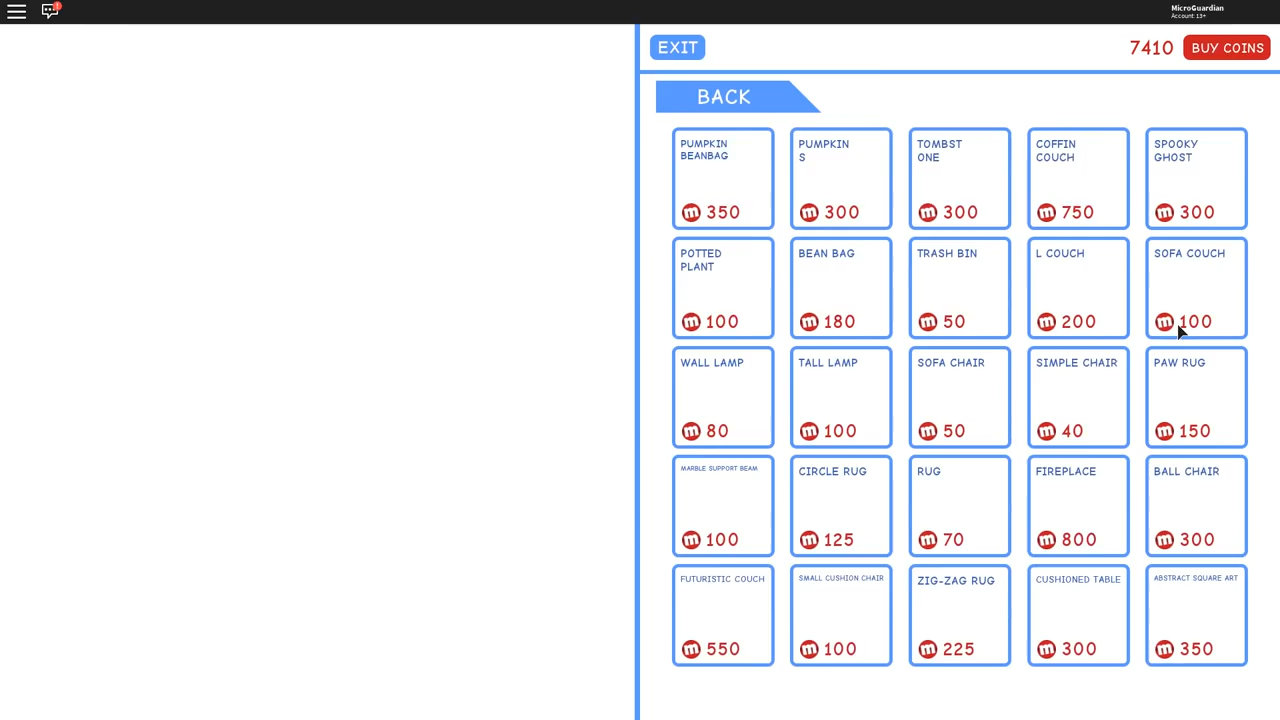 1
MicroGuardian
Account: 13+
EXIT
7410
BUY COINS
BACK
PUMPKIN
BEANBAG
350
PUMPKIN
S
300
TOMBST
ONE
300
COFFIN
COUCH
750
SPOOKY
GHOST
300
POTTED
PLANT
100
BEAN BAG
180
TRASH BIN
50
L COUCH
200
SOFA COUCH
100
WALL LAMP
80
TALL LAMP
100
SOFA CHAIR
50
SIMPLE CHAIR
40
PAW RUG
150
MARBLE SUPPORT BEAM
100
CIRCLE RUG
125
RUG
70
FIREPLACE
800
BALL CHAIR
300
FUTURISTIC COUCH
550
SMALL CUSHION CHAIR
100
ZIG-ZAG RUG
225
CUSHIONED TABLE
300
ABSTRACT SQUARE ART
350